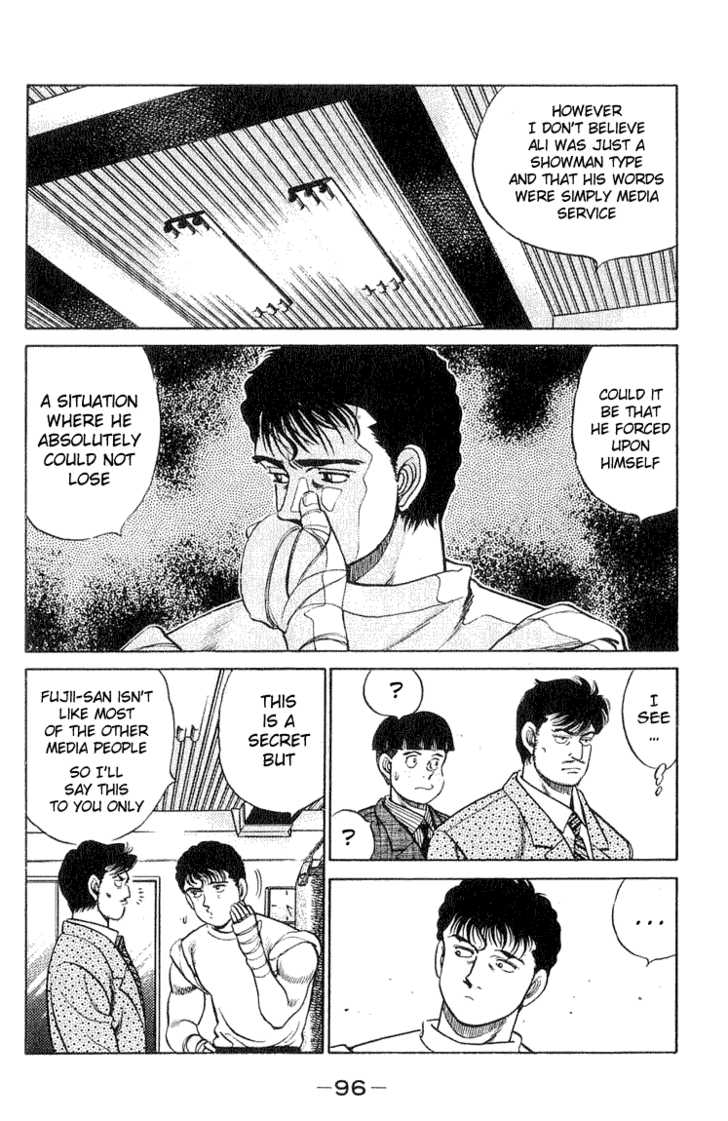 HOWEVER
I DON'T BELIEVE
ALI WAS JUST A
SHOWMAN TYPE
AND THAT HIS WORDS
WERE SIMPLY MEDIA
SERVICE
COULD IT
BE THAT
HE FORCED
UPON
HIMSELF
A SITUATION
WHERE HE
ABSOLUTELY
COULD NOT
LOSE
I
SEE
...
?
?
...
THIS
IS A
SECRET
BUT
FUJII-SAN ISN'T
LIKE MOST
OF THE OTHER
MEDIA PEOPLE
SO I'LL
SAY THIS
TO YOU ONLY
—96—